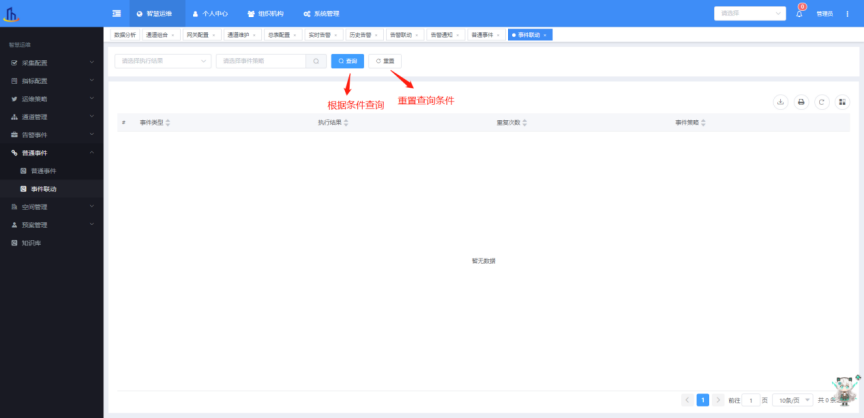 智慧运维 个人中心 组织机构 系统管理 请选择 8 管理员
数据分析 通道组合 网关配置 通道维护 总表配置 实时告警 历史告警 告警联动 告警通知 普通事件 事件联动
智慧运维
采集配置
指标配置
运维策略
通道管理
告警事件
普通事件
普通事件
事件联动
空间管理
预案管理
知识库
请选择执行结果 请选择事件策略 查询 重置
根据条件查询 重置查询条件
# 事件类型 执行结果 重复次数 事件策略
暂无数据
1 前往 1 页 10条/页 共 0 条